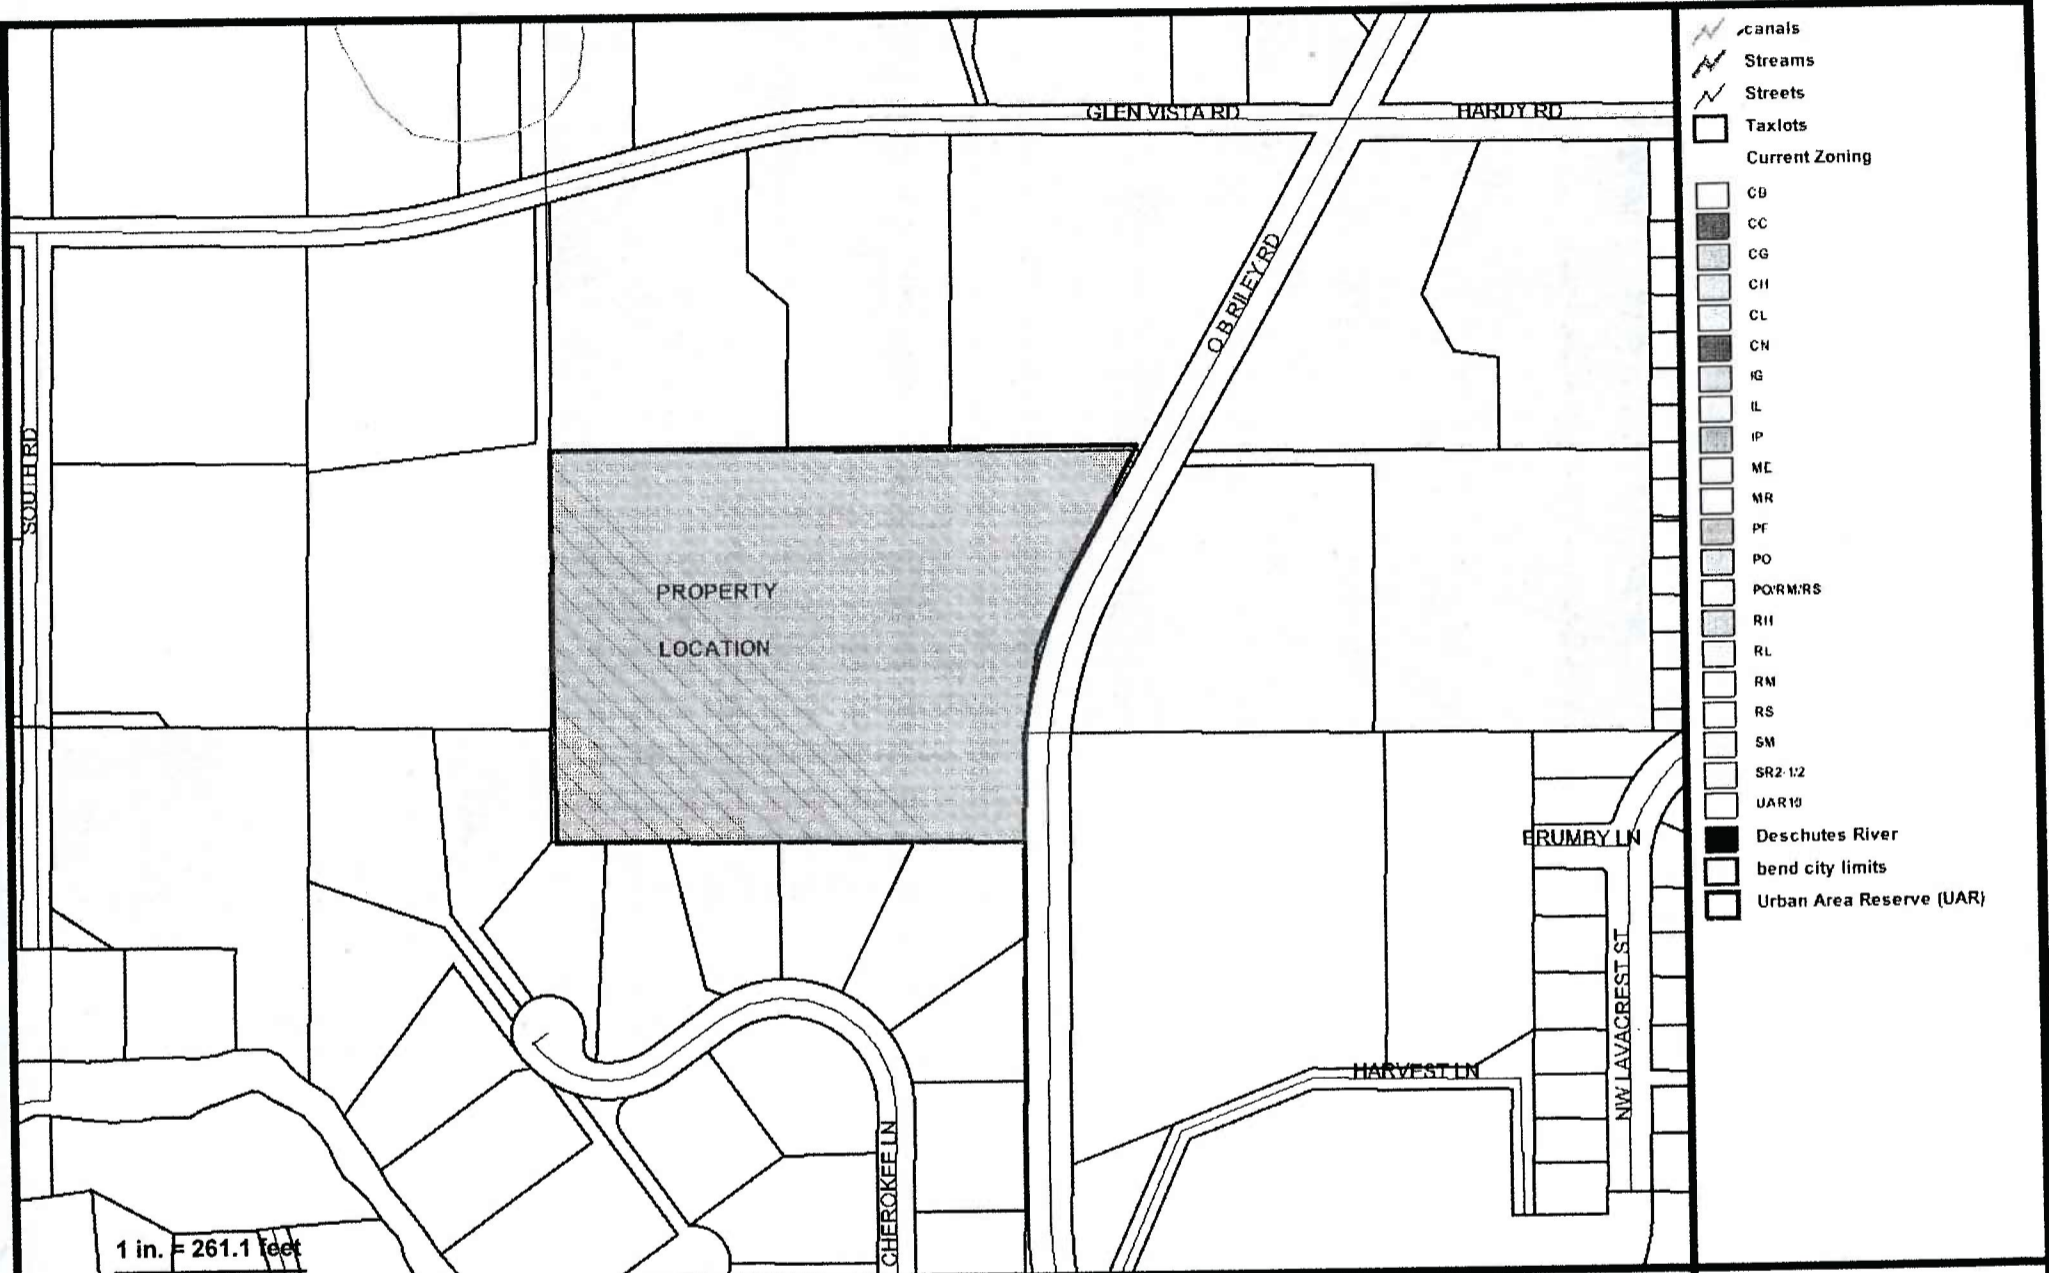 GLEN VISTA RD
HARDY RD
O B RILEY RD
SOUTH RD
PROPERTY
LOCATION
BRUMBY LN
NW LAVACREST ST
HARVEST LN
CHEROKEE LN
1 in. = 261.1 feet
canals
Streams
Streets
Taxlots
Current Zoning
CB
CC
CG
CH
CL
CN
IG
IL
IP
ME
MR
PF
PO
PO/RM/RS
RH
RL
RM
RS
SM
SR2-1/2
UAR10
Deschutes River
bend city limits
Urban Area Reserve (UAR)